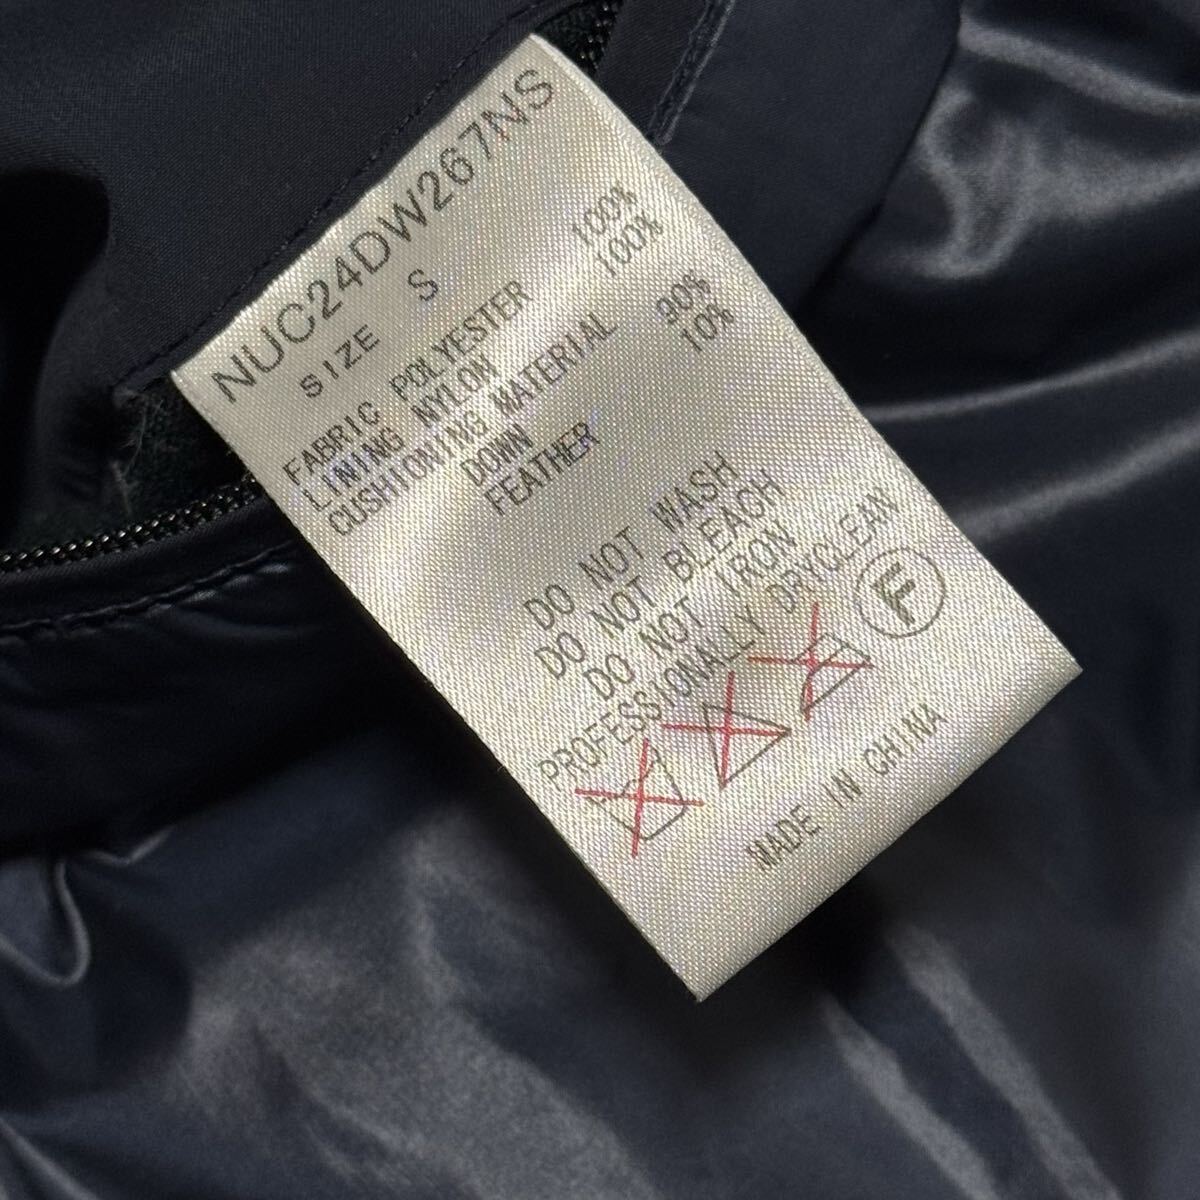 NUC24DW267NS
SIZE S
FABRIC POLYESTER 100%
LINING NYLON 100%
CUSHIONING MATERIAL
DOWN 90%
FEATHER 10%
DO NOT WASH
DO NOT BLEACH
DO NOT IRON
PROFESSIONALLY DRYCLEAN
F
MADE IN CHINA